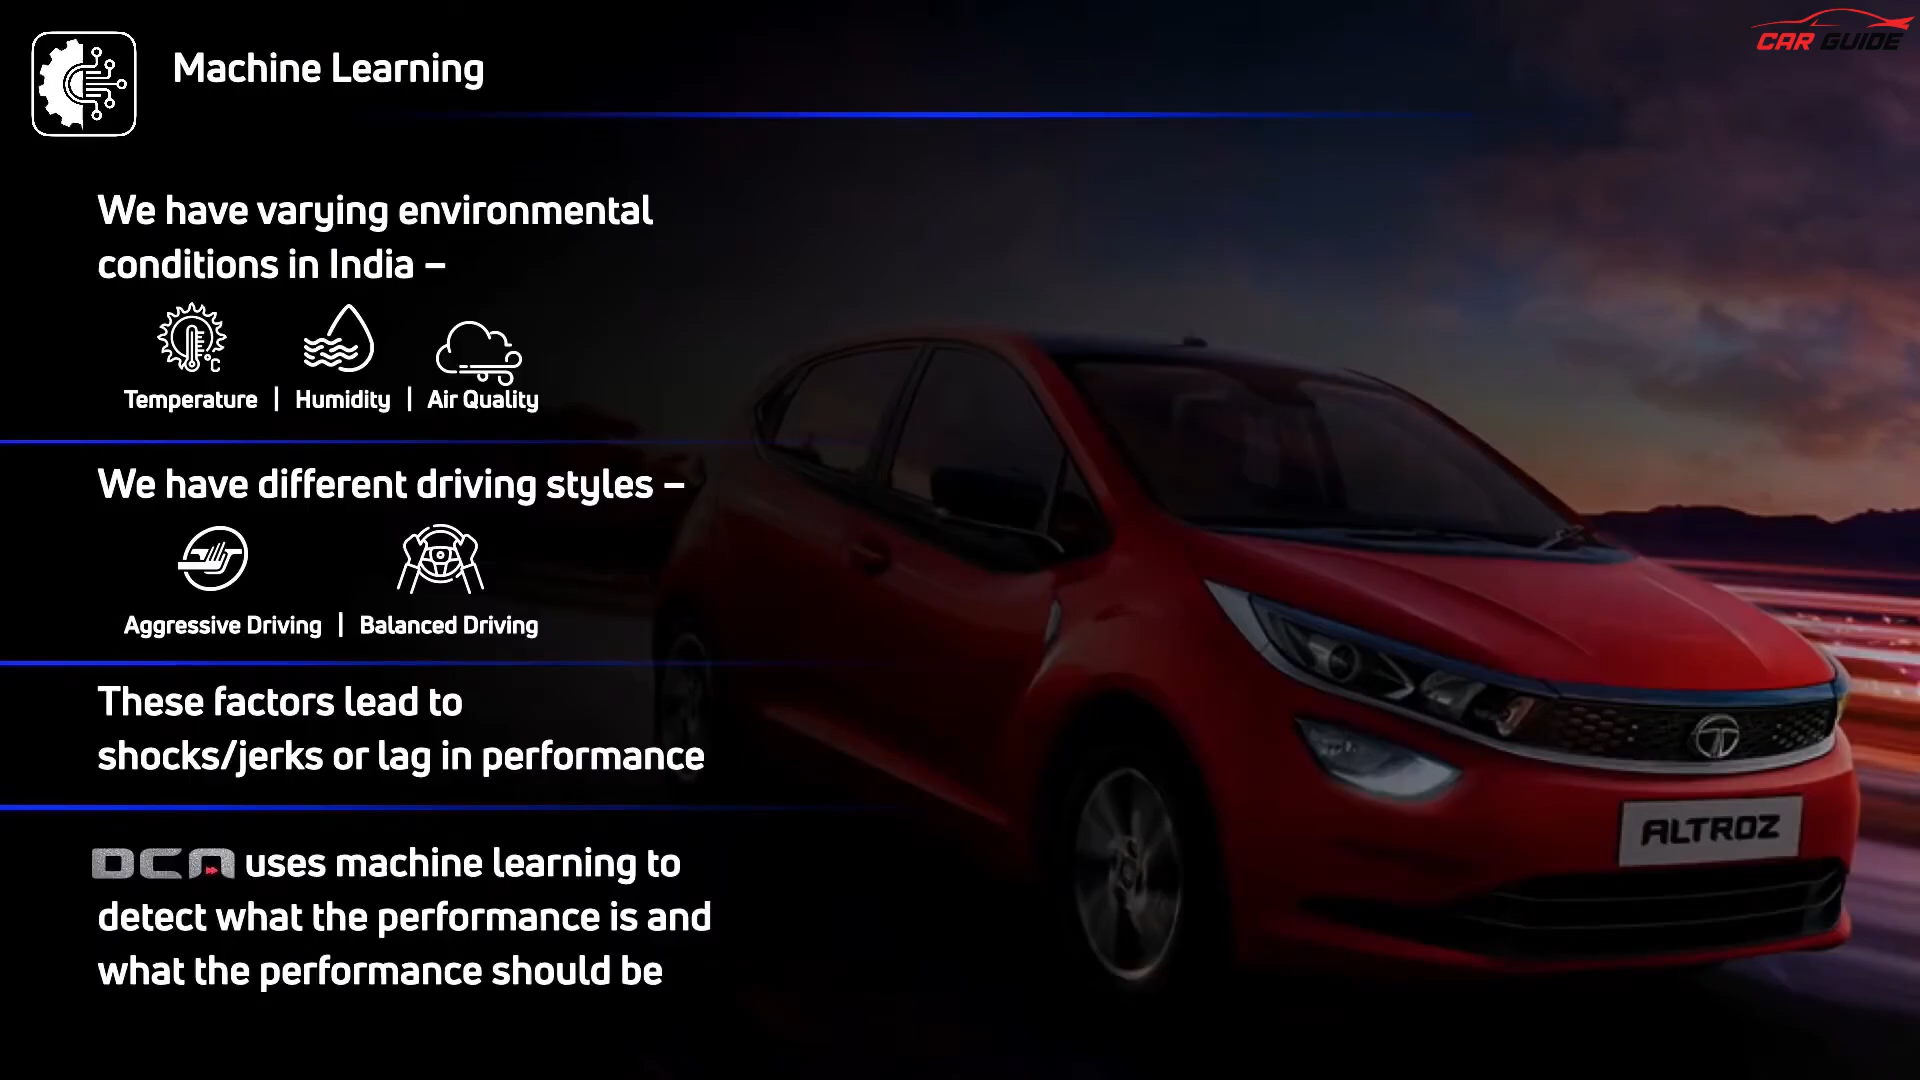 CAR GUIDE
Machine Learning
We have varying environmental
conditions in India –
°C
Temperature | Humidity | Air Quality
We have different driving styles –
Aggressive Driving | Balanced Driving
These factors lead to
shocks/jerks or lag in performance
DCA uses machine learning to
detect what the performance is and
what the performance should be
ALTROZ